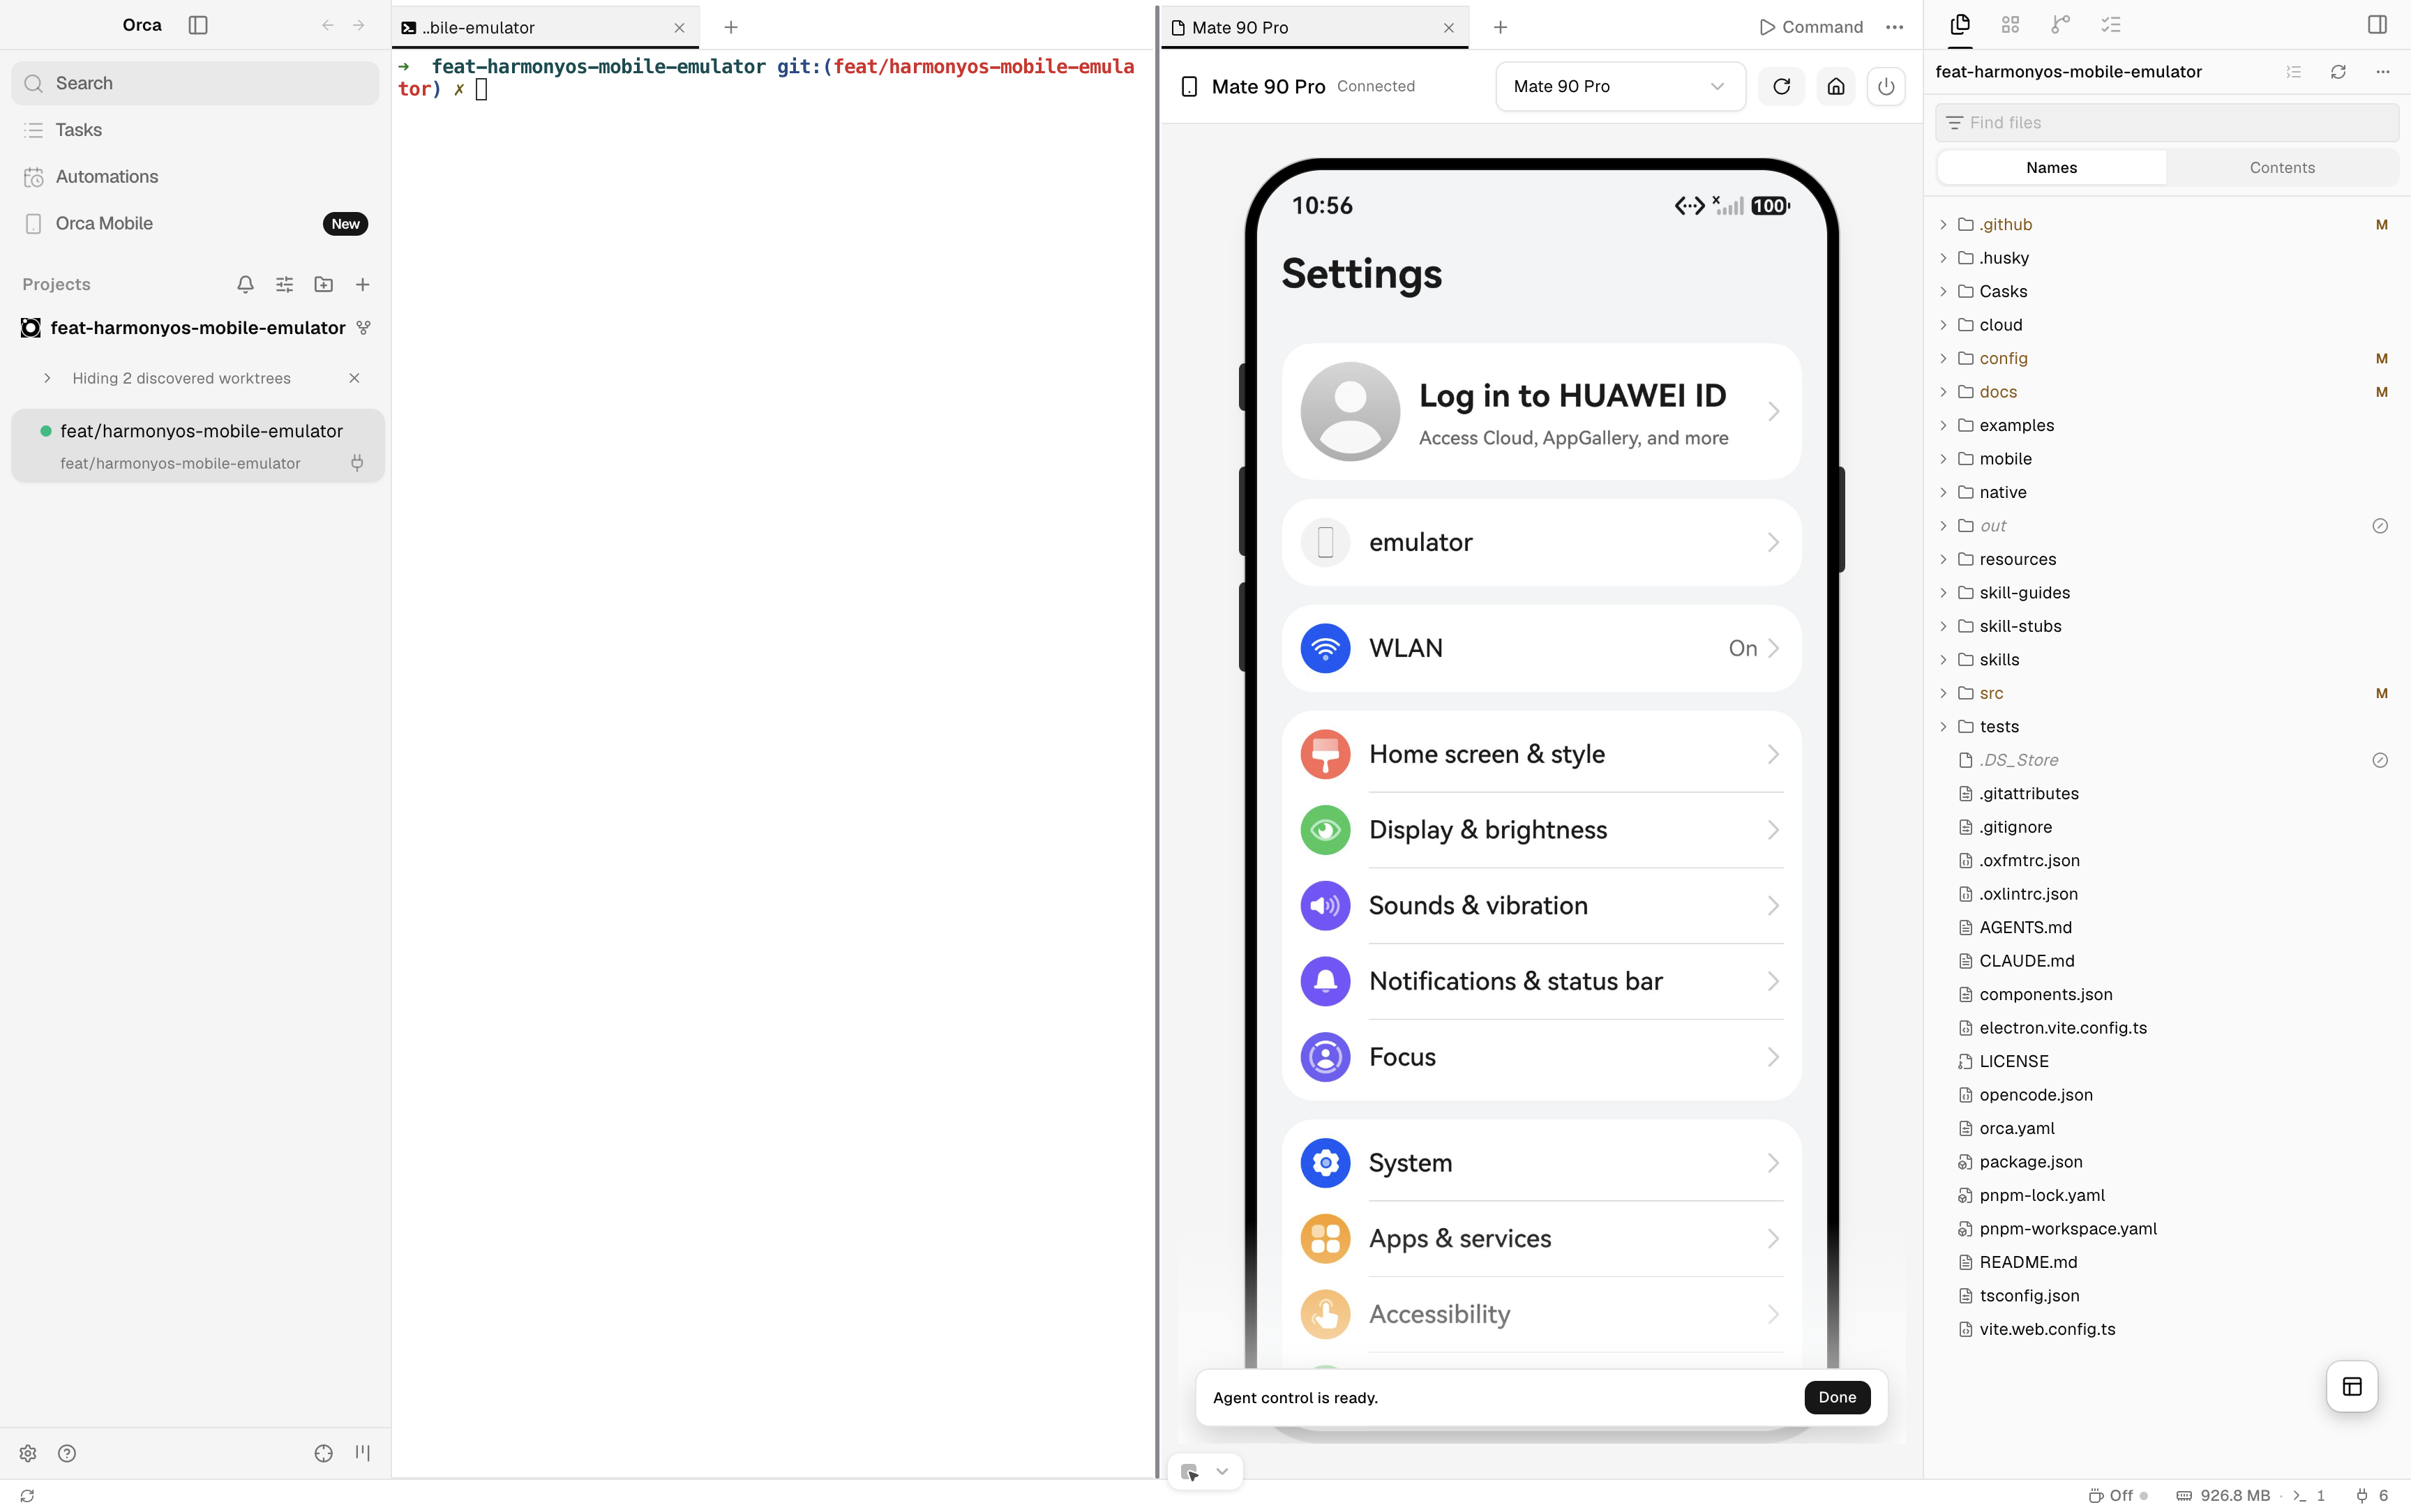 Orca
Search
Tasks
Automations
Orca Mobile
New
Projects
feat-harmonyos-mobile-emulator
Hiding 2 discovered worktrees
feat/harmonyos-mobile-emulator
feat/harmonyos-mobile-emulator
..bile-emulator
→ feat-harmonyos-mobile-emulator git:(feat/harmonyos-mobile-emula
tor) ✗
Mate 90 Pro
Command
Mate 90 Pro Connected
Mate 90 Pro
10:56
100
Settings
Log in to HUAWEI ID
Access Cloud, AppGallery, and more
emulator
WLAN
On
Home screen & style
Display & brightness
Sounds & vibration
Notifications & status bar
Focus
System
Apps & services
Accessibility
Agent control is ready.
Done
feat-harmonyos-mobile-emulator
Find files
Names
Contents
.github M
.husky
Casks
cloud
config M
docs M
examples
mobile
native
out
resources
skill-guides
skill-stubs
skills
src M
tests
.DS_Store
.gitattributes
.gitignore
.oxfmtrc.json
.oxlintrc.json
AGENTS.md
CLAUDE.md
components.json
electron.vite.config.ts
LICENSE
opencode.json
orca.yaml
package.json
pnpm-lock.yaml
pnpm-workspace.yaml
README.md
tsconfig.json
vite.web.config.ts
Off
926.8 MB · 1
6